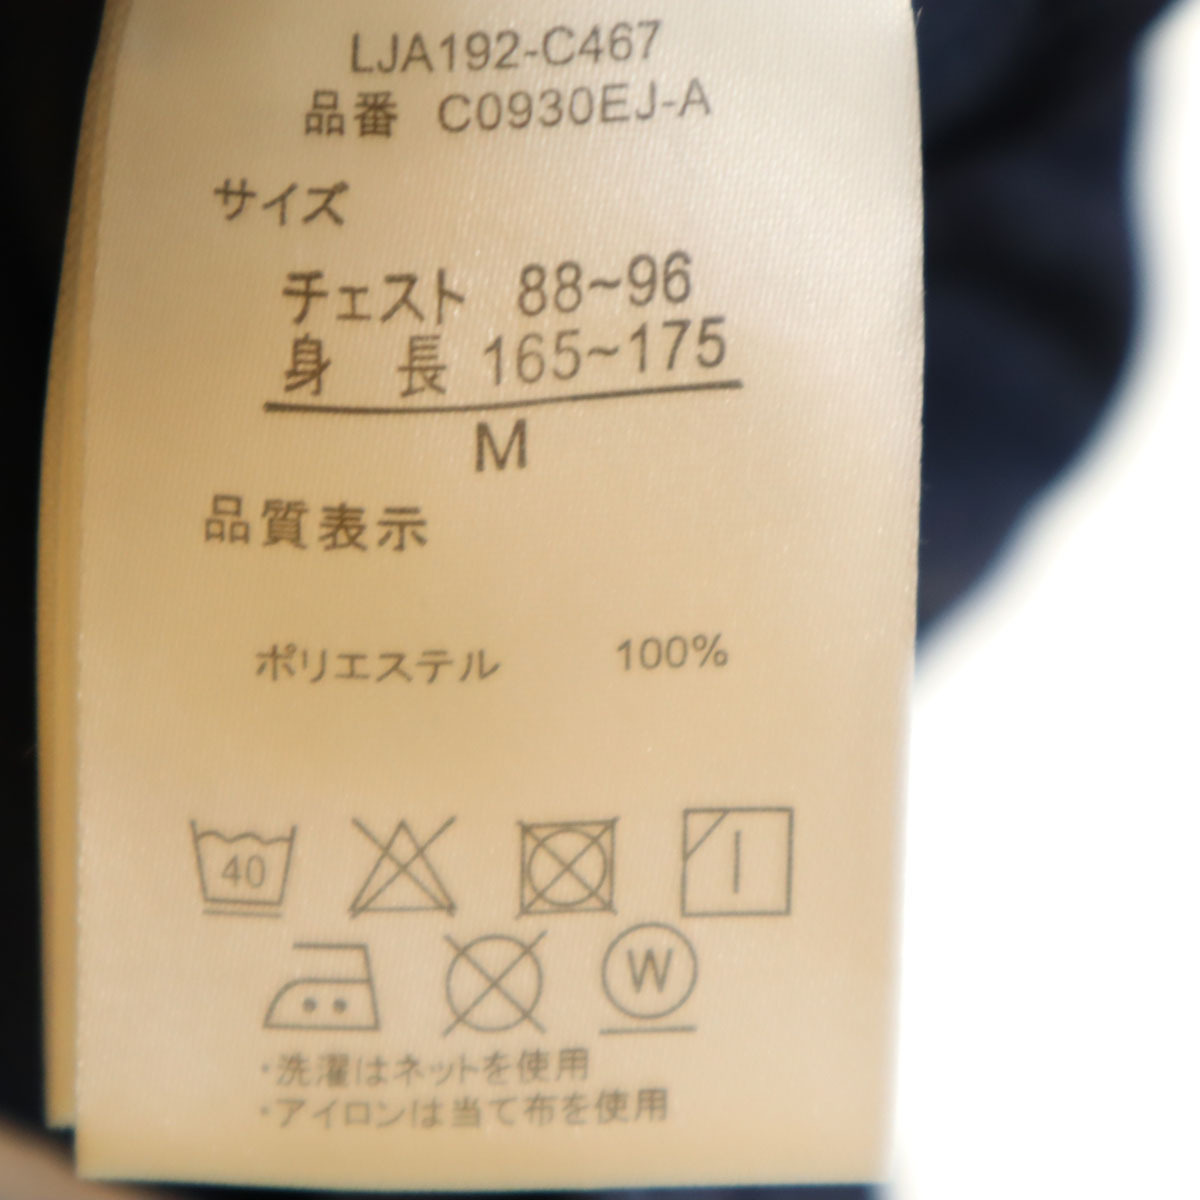 LJA192-C467
品番 C0930EJ-A
サイズ
チェスト 88~96
身 長 165~175
M
品質表示
ポリエステル 100%
40
W
・洗濯はネットを使用
・アイロンは当て布を使用